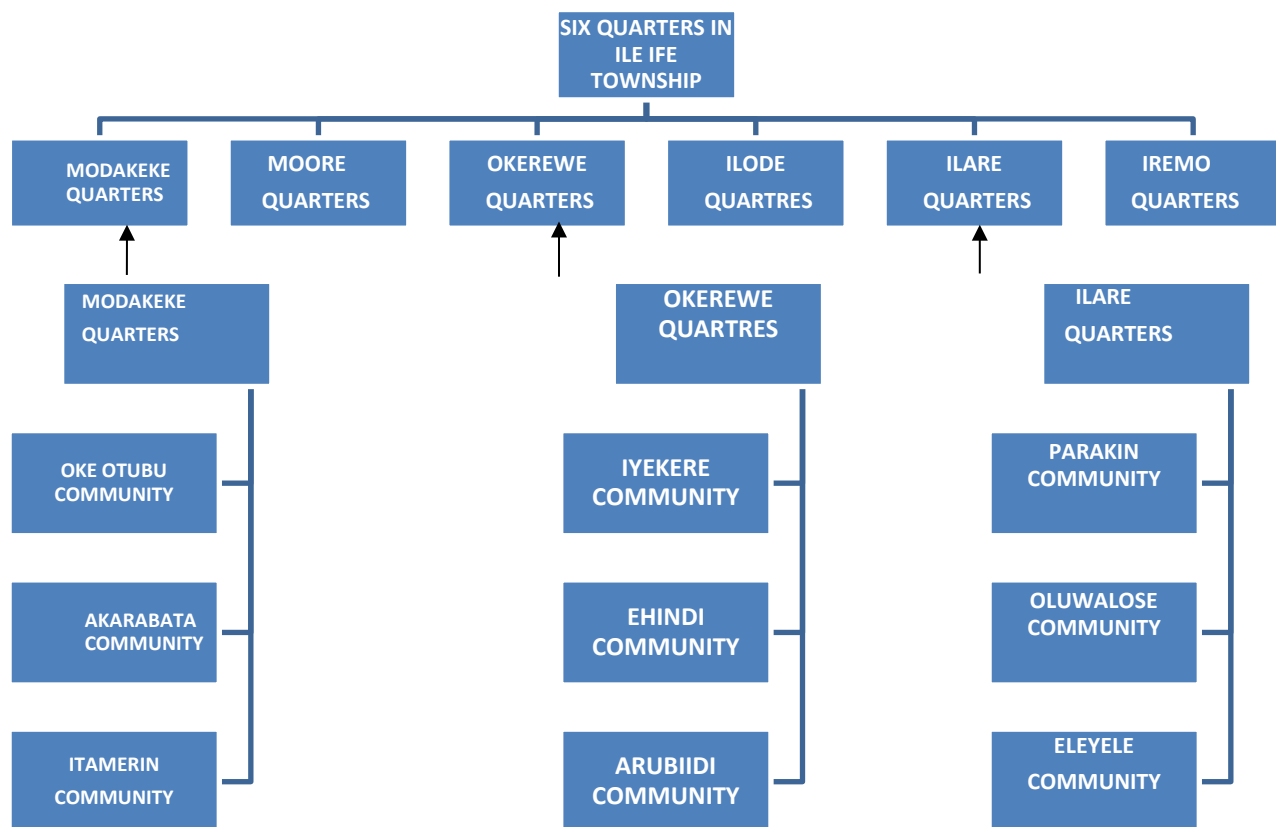 SIX QUARTERS IN
ILE IFE
TOWNSHIP
MODAKEKE
QUARTERS
MOORE
QUARTERS
OKEREWE
QUARTERS
ILODE
QUARTRES
ILARE
QUARTERS
IREMO
QUARTERS
MODAKEKE
QUARTERS
OKEREWE
QUARTRES
ILARE
QUARTERS
OKE OTUBU
COMMUNITY
IYEKERE
COMMUNITY
PARAKIN
COMMUNITY
AKARABATA
COMMUNITY
EHINDI
COMMUNITY
OLUWALOSE
COMMUNITY
ITAMERIN
COMMUNITY
ARUBIIDI
COMMUNITY
ELEYELE
COMMUNITY